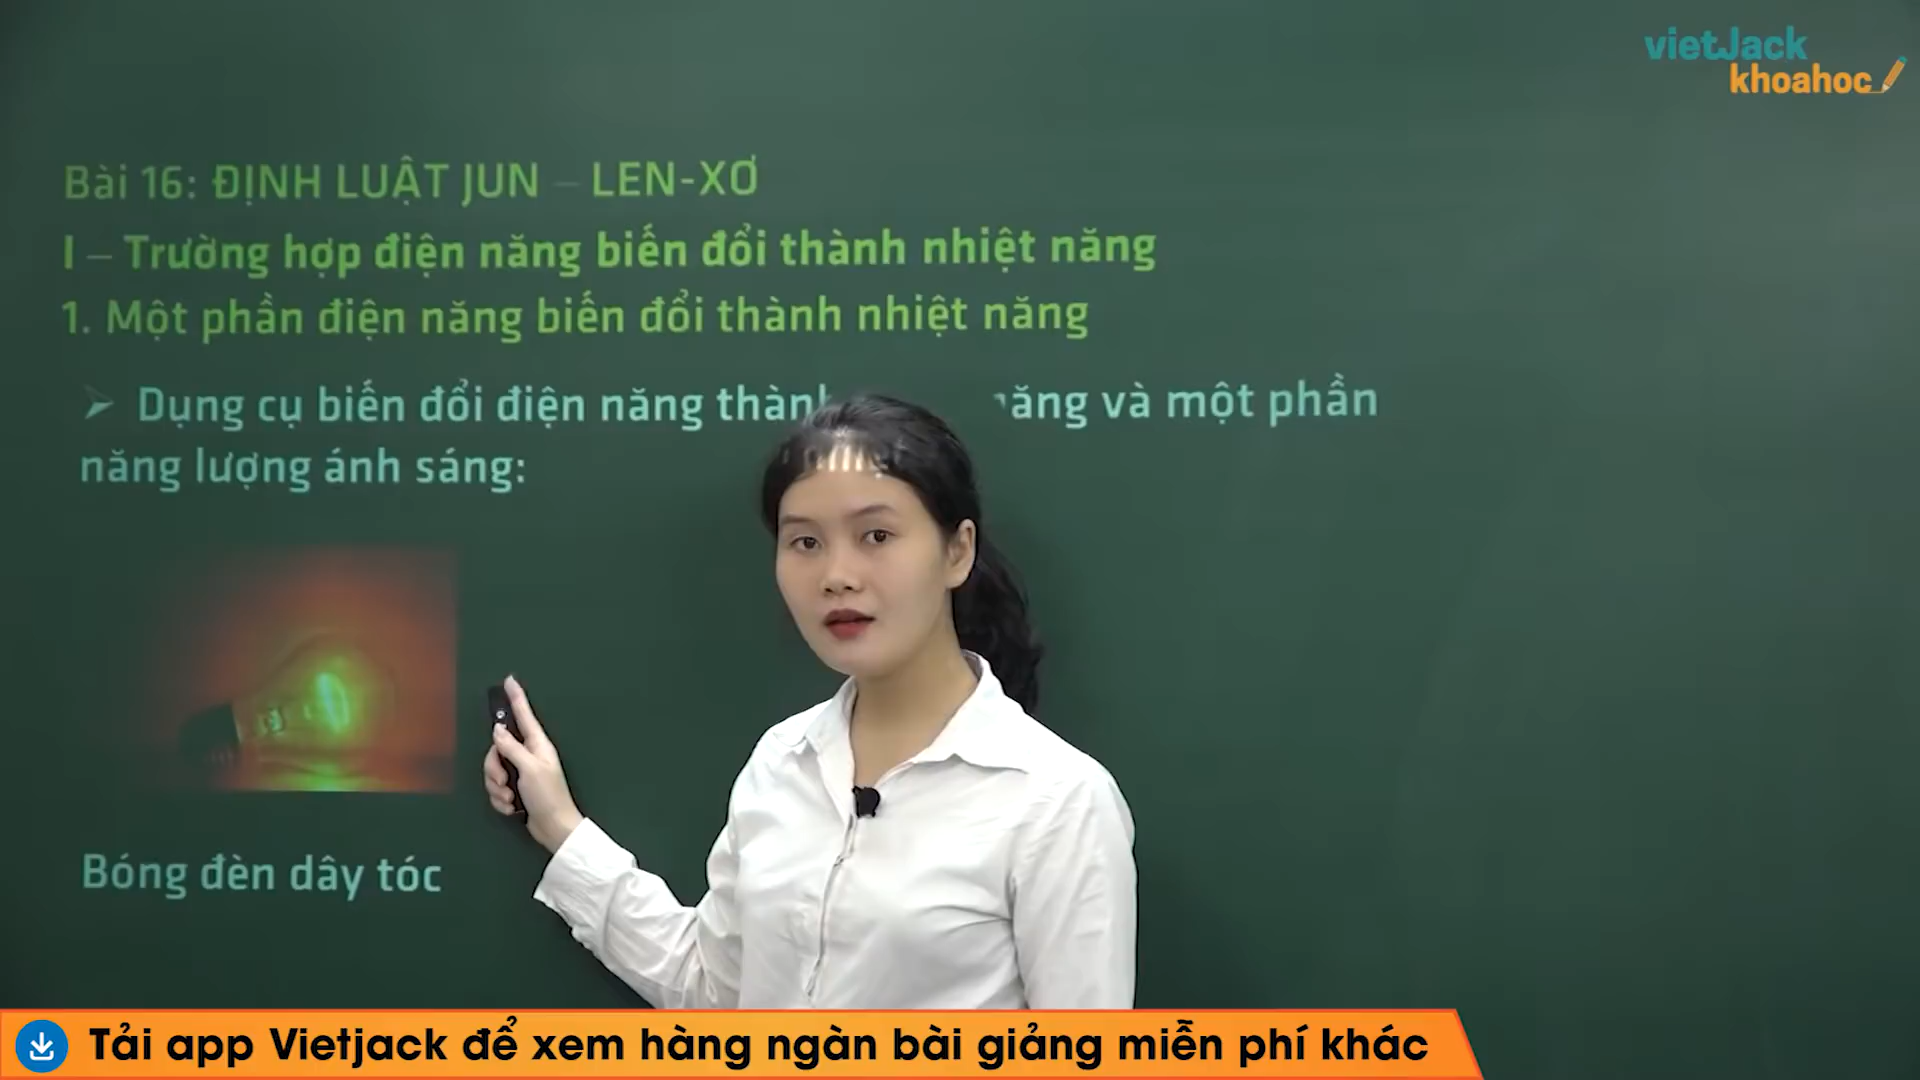 vietJack
khoahoc
Bài 16: ĐỊNH LUẬT JUN – LEN-XƠ
I – Trường hợp điện năng biến đổi thành nhiệt năng
1. Một phần điện năng biến đổi thành nhiệt năng
➤ Dụng cụ biến đổi điện năng và một phần
năng lượng ánh sáng:
Bóng đèn dây tóc
Tải app Vietjack để xem hàng ngàn bài giảng miễn phí khác